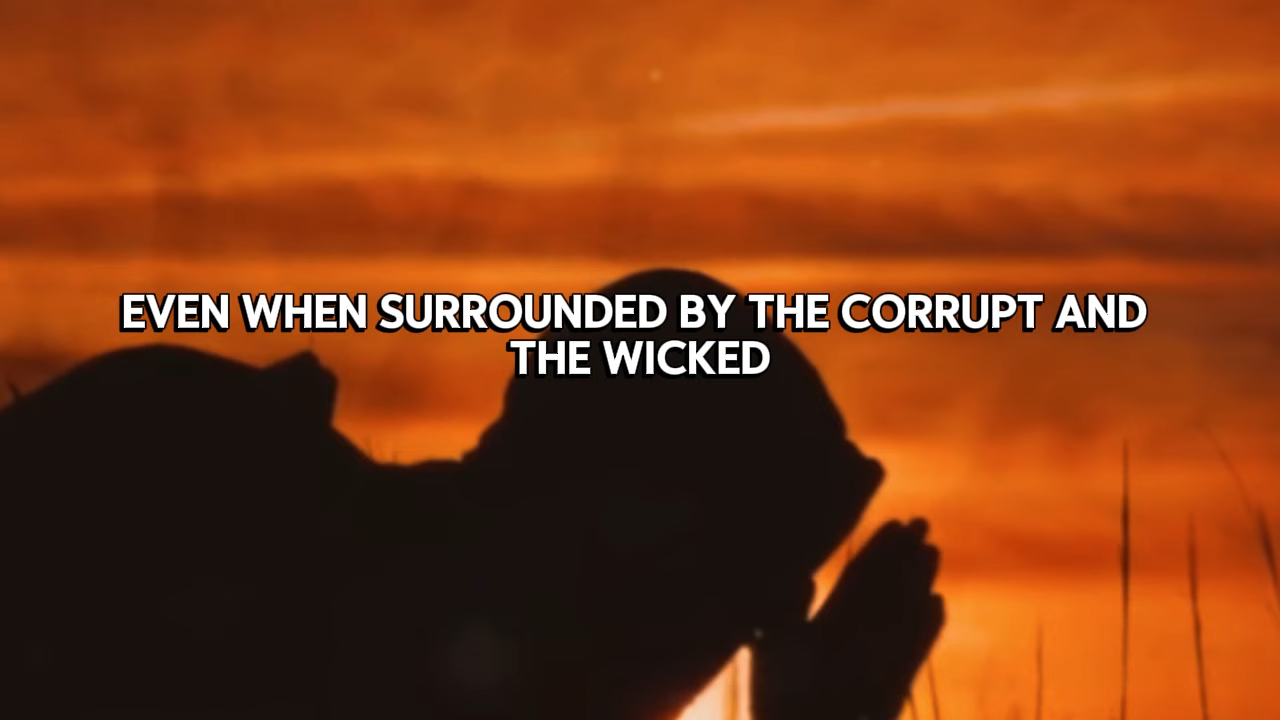 EVEN WHEN SURROUNDED BY THE CORRUPT AND
THE WICKED